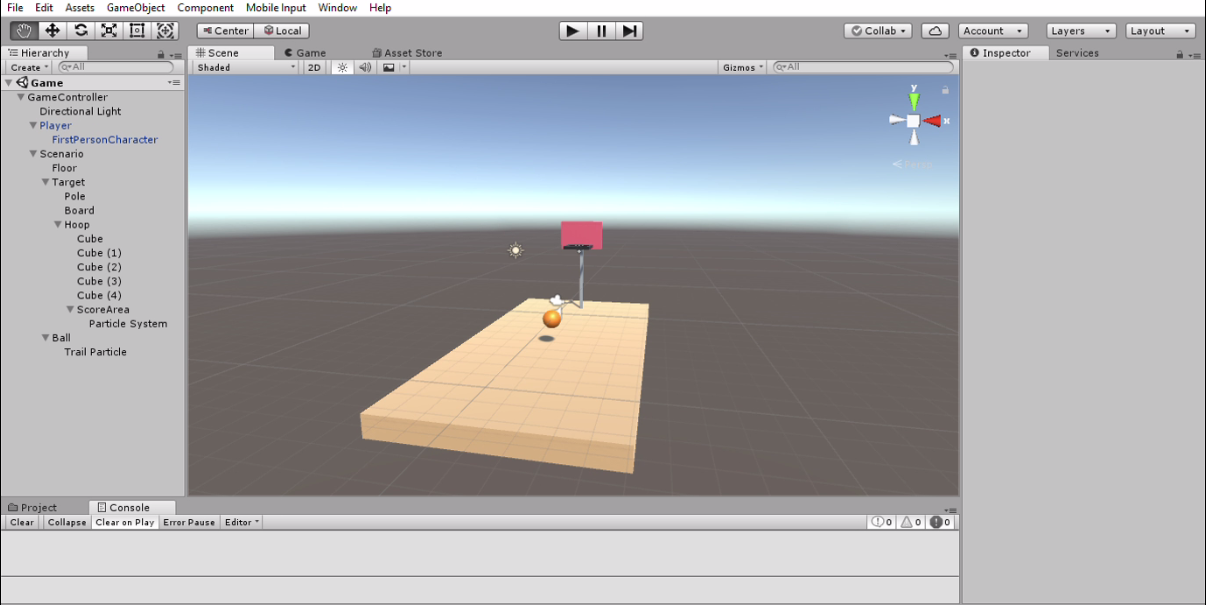 File Edit Assets GameObject Component Mobile Input Window Help
Center Local Collab Account Layers Layout
Hierarchy Scene Game Asset Store Inspector Services
Create All Shaded 2D Gizmos All
Game
GameController
Directional Light
Player
FirstPersonCharacter
Scenario
Floor
Target
Pole
Board
Hoop
Cube
Cube (1)
Cube (2)
Cube (3)
Cube (4)
ScoreArea
Particle System
Ball
Trail Particle
y
x
Persp
Project Console
Clear Collapse Clear on Play Error Pause Editor 0 0 0